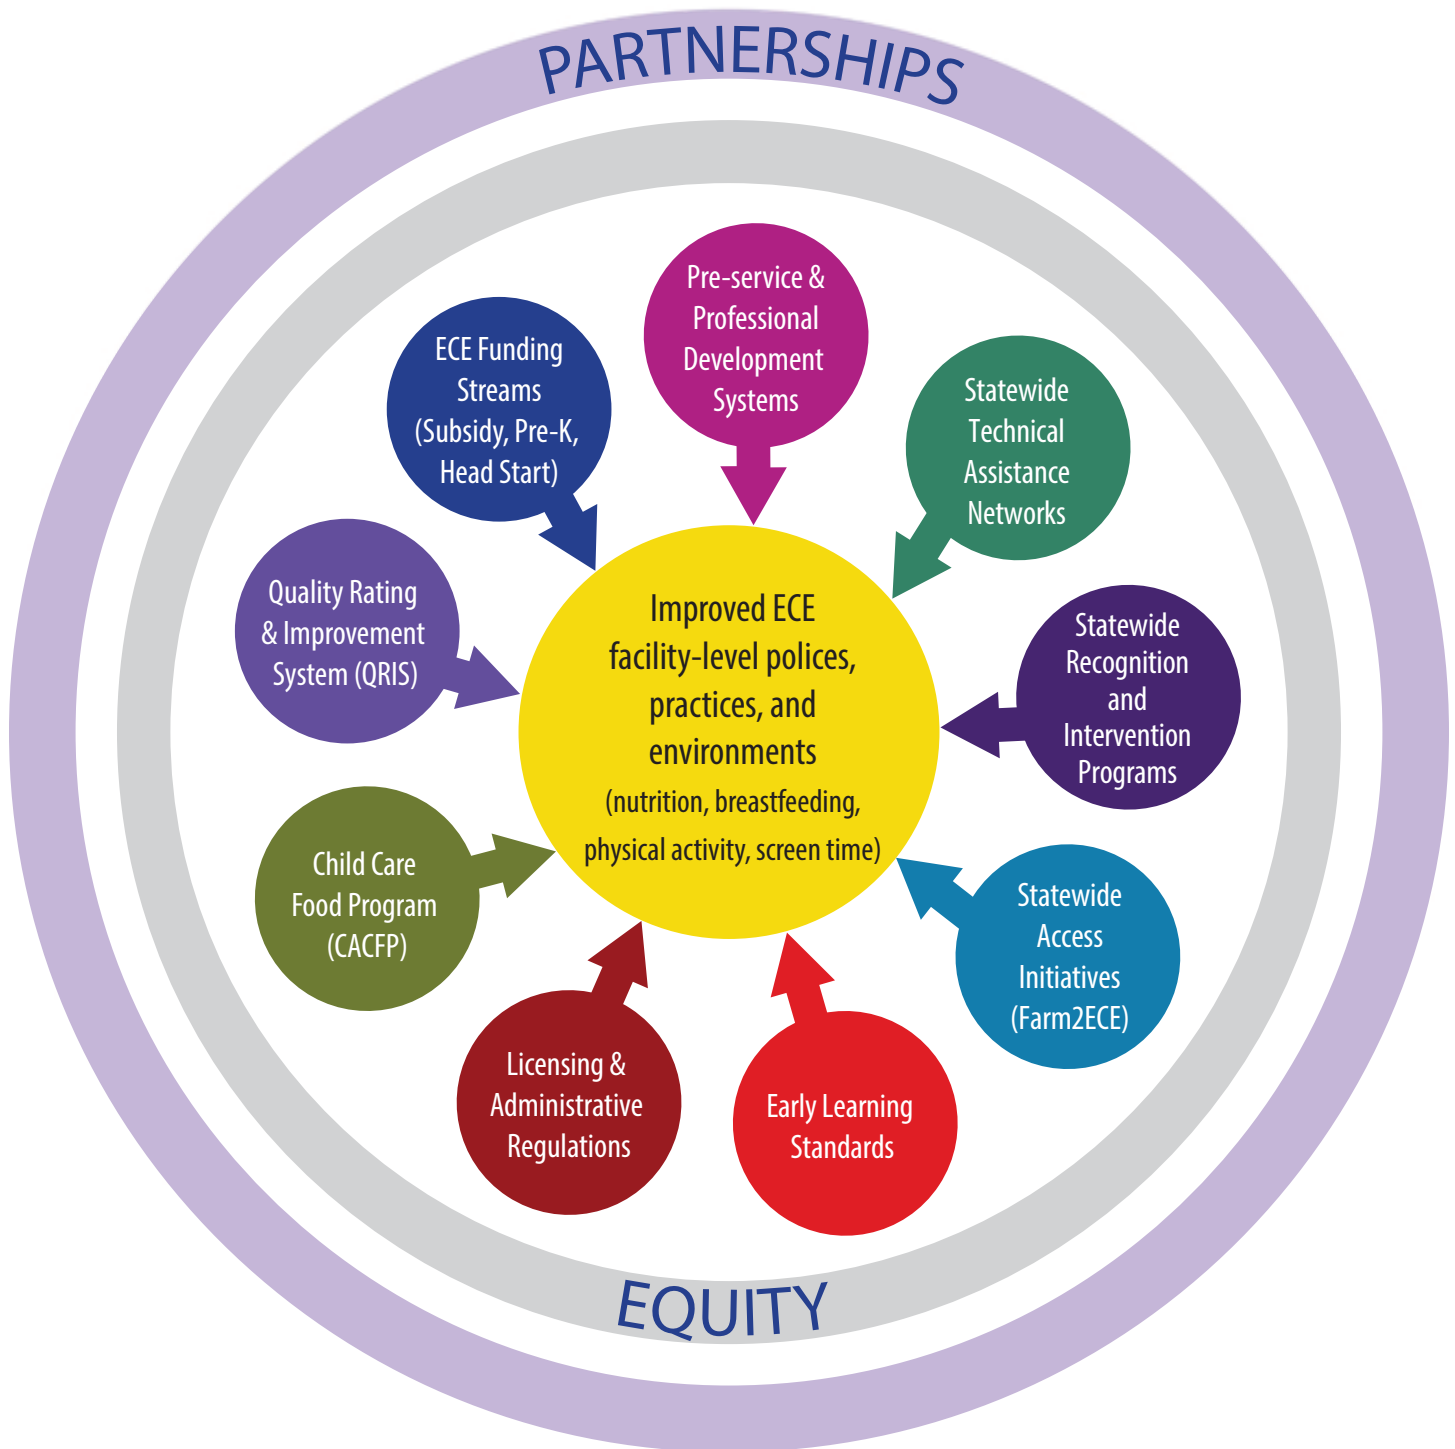 PARTNERSHIPS
Pre-service &
Professional
Development
Systems
Statewide
Technical
Assistance
Networks
Statewide
Recognition
and
Intervention
Programs
Statewide
Access
Initiatives
(Farm2ECE)
Early Learning
Standards
Licensing &
Administrative
Regulations
Child Care
Food Program
(CACFP)
Quality Rating
& Improvement
System (QRIS)
ECE Funding
Streams
(Subsidy, Pre-K,
Head Start)
Improved ECE
facility-level polices,
practices, and
environments
(nutrition, breastfeeding,
physical activity, screen time)
EQUITY